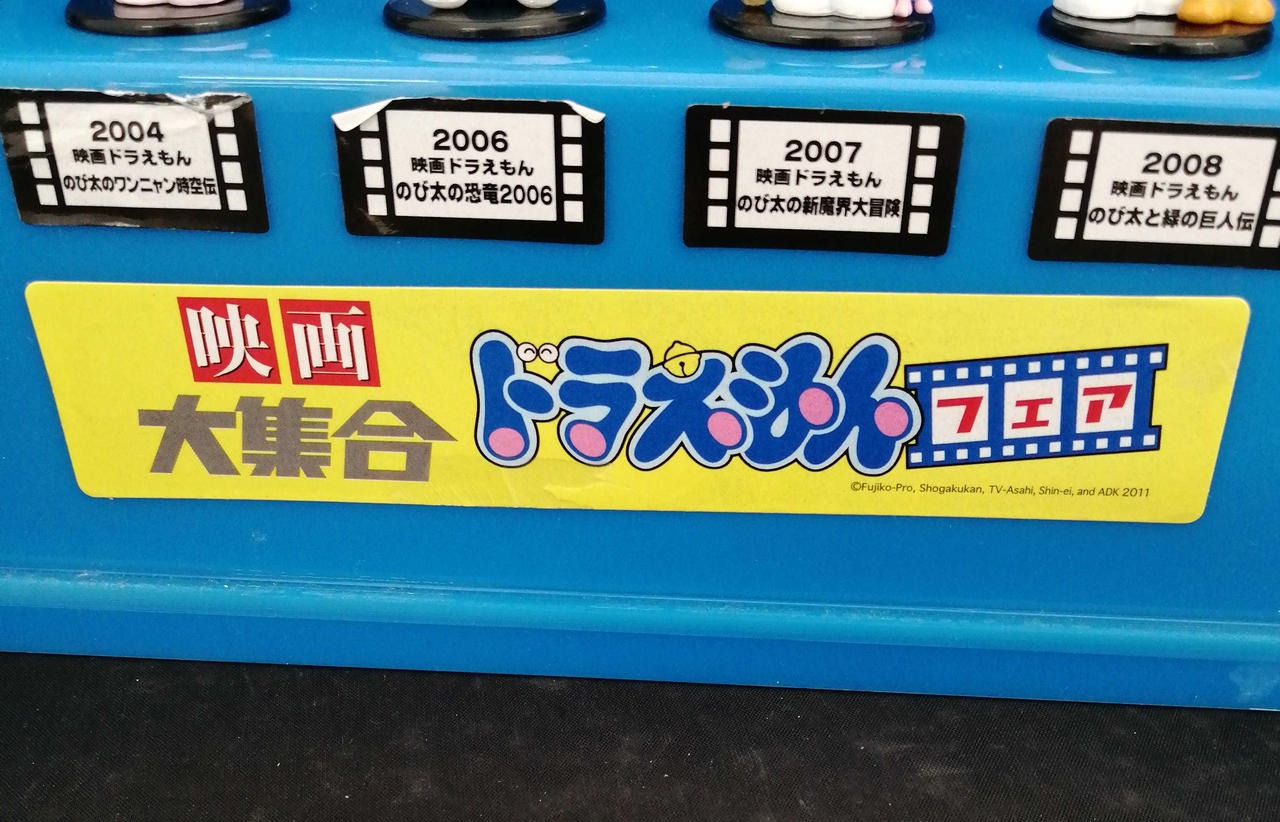 2004
映画ドラえもん
のび太のワンニャン時空伝
2006
映画ドラえもん
のび太の恐竜2006
2007
映画ドラえもん
のび太の新魔界大冒険
2008
映画ドラえもん
のび太と緑の巨人伝
映画
大集合
ドラえもん
フェア
©Fujiko-Pro, Shogakukan, TV-Asahi, Shin-ei, and ADK 2011